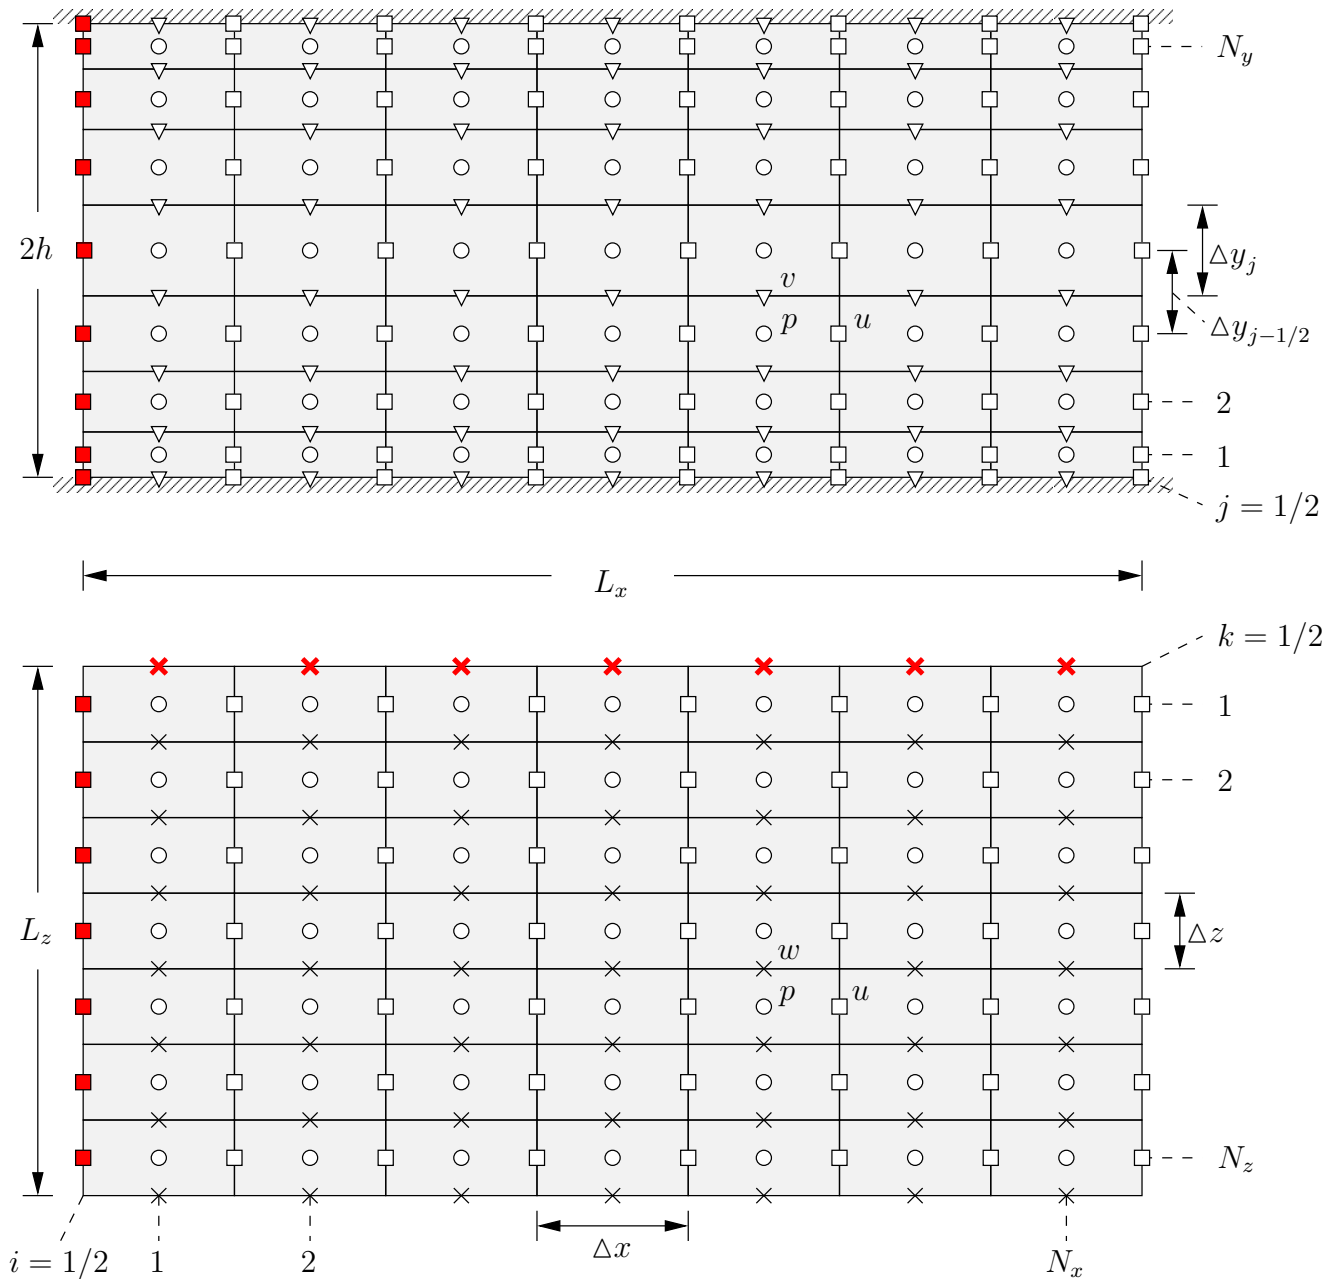 N_y
2h
△y_j
v
p
u
△y_{j−1/2}
2
1
j = 1/2
L_x
k = 1/2
1
2
L_z
△z
w
p
u
N_z
△x
i = 1/2
1
2
N_x